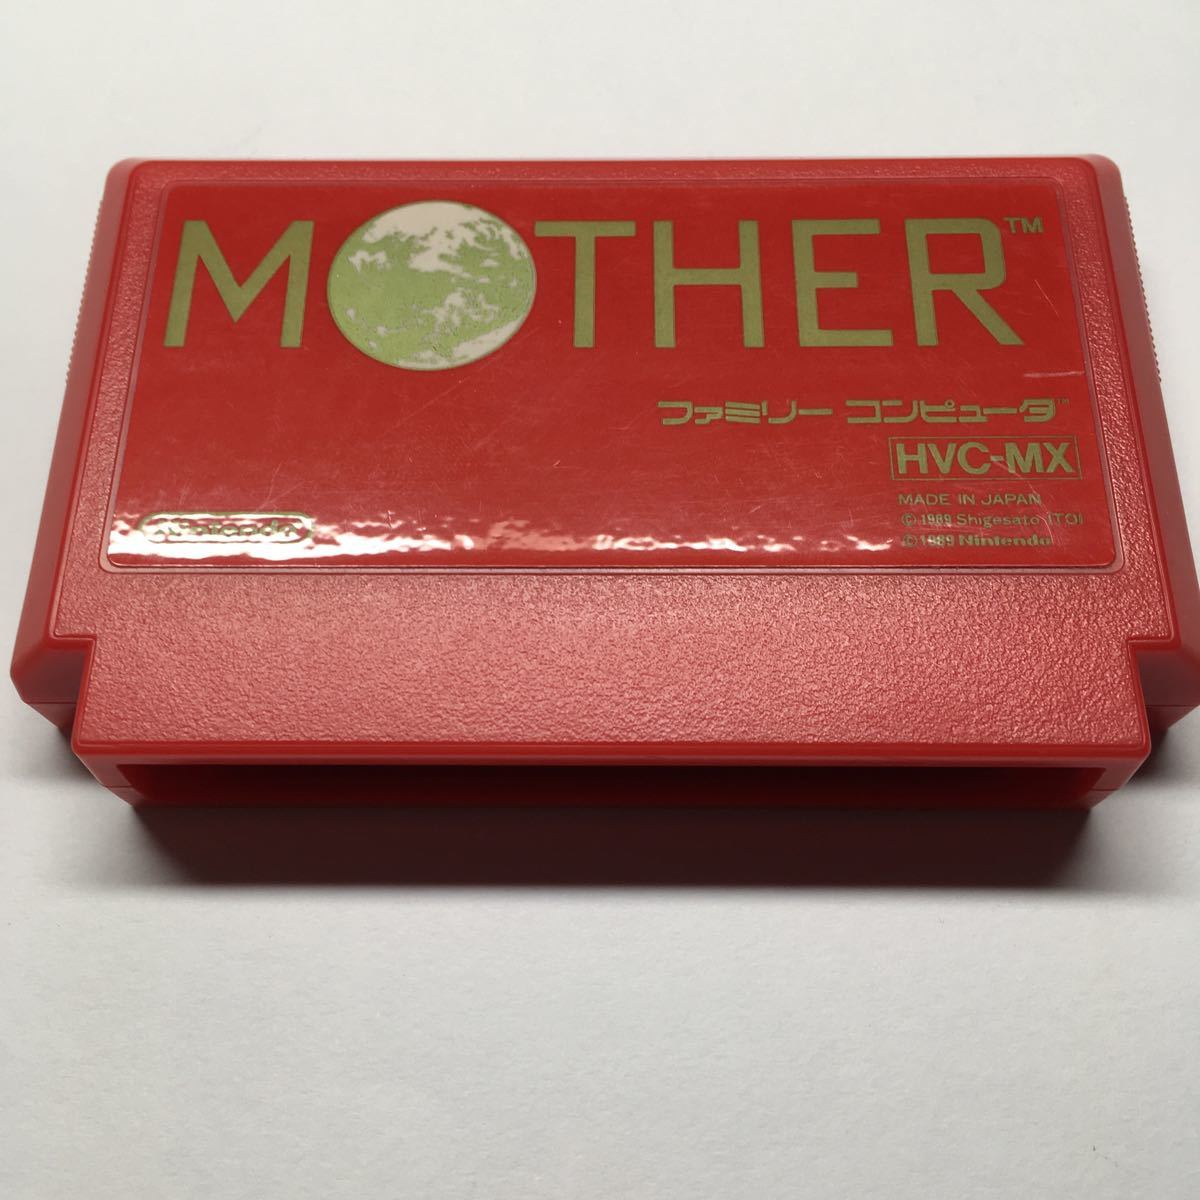 MOTHER™
ファミリー コンピュータ™
HVC-MX
MADE IN JAPAN
© 1989 Shigesato ITOI
© 1989 Nintendo
Nintendo